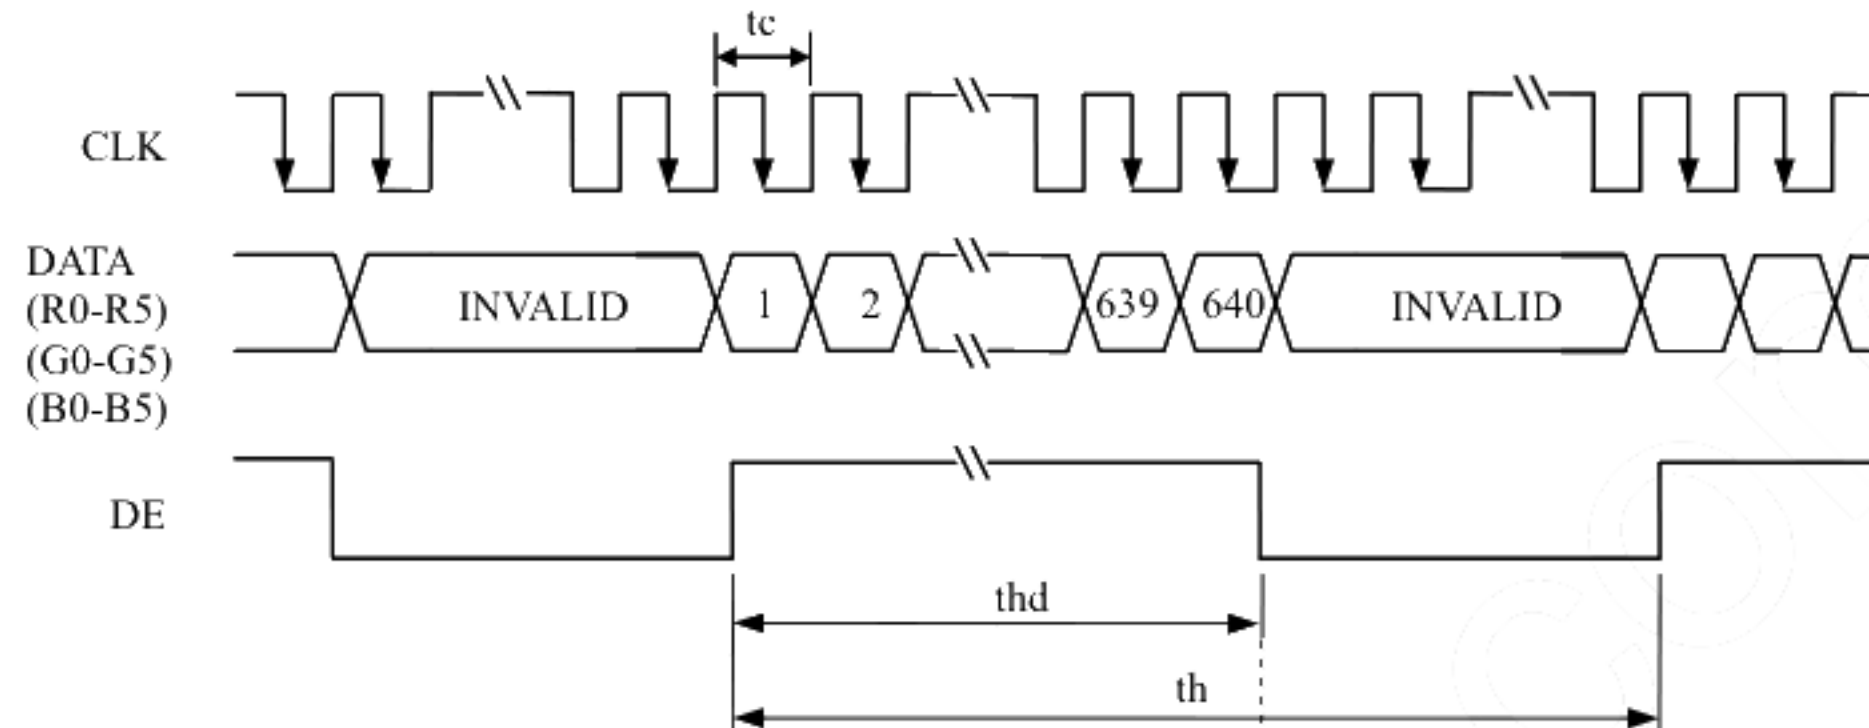 tc
CLK
DATA
(R0-R5)
(G0-G5)
(B0-B5)
INVALID 1 2 639 640 INVALID
DE
thd
th